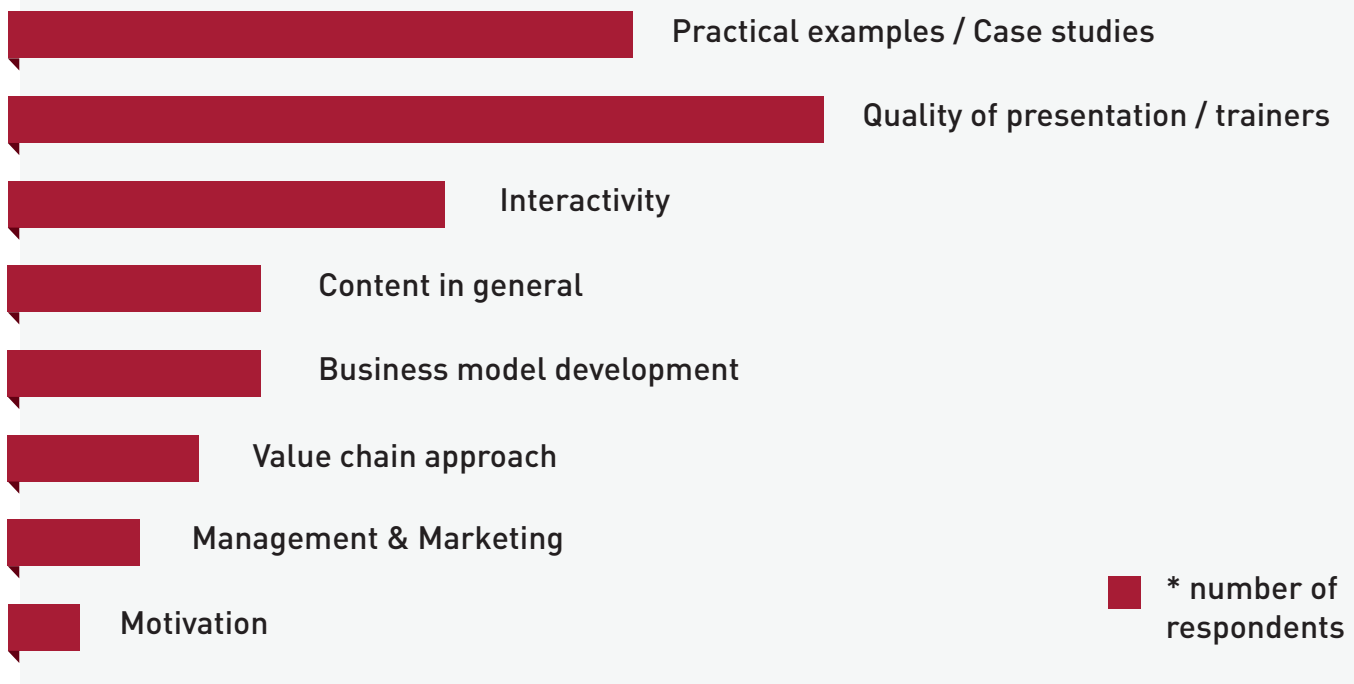 Practical examples / Case studies
Quality of presentation / trainers
Interactivity
Content in general
Business model development
Value chain approach
Management & Marketing
Motivation
* number of
respondents